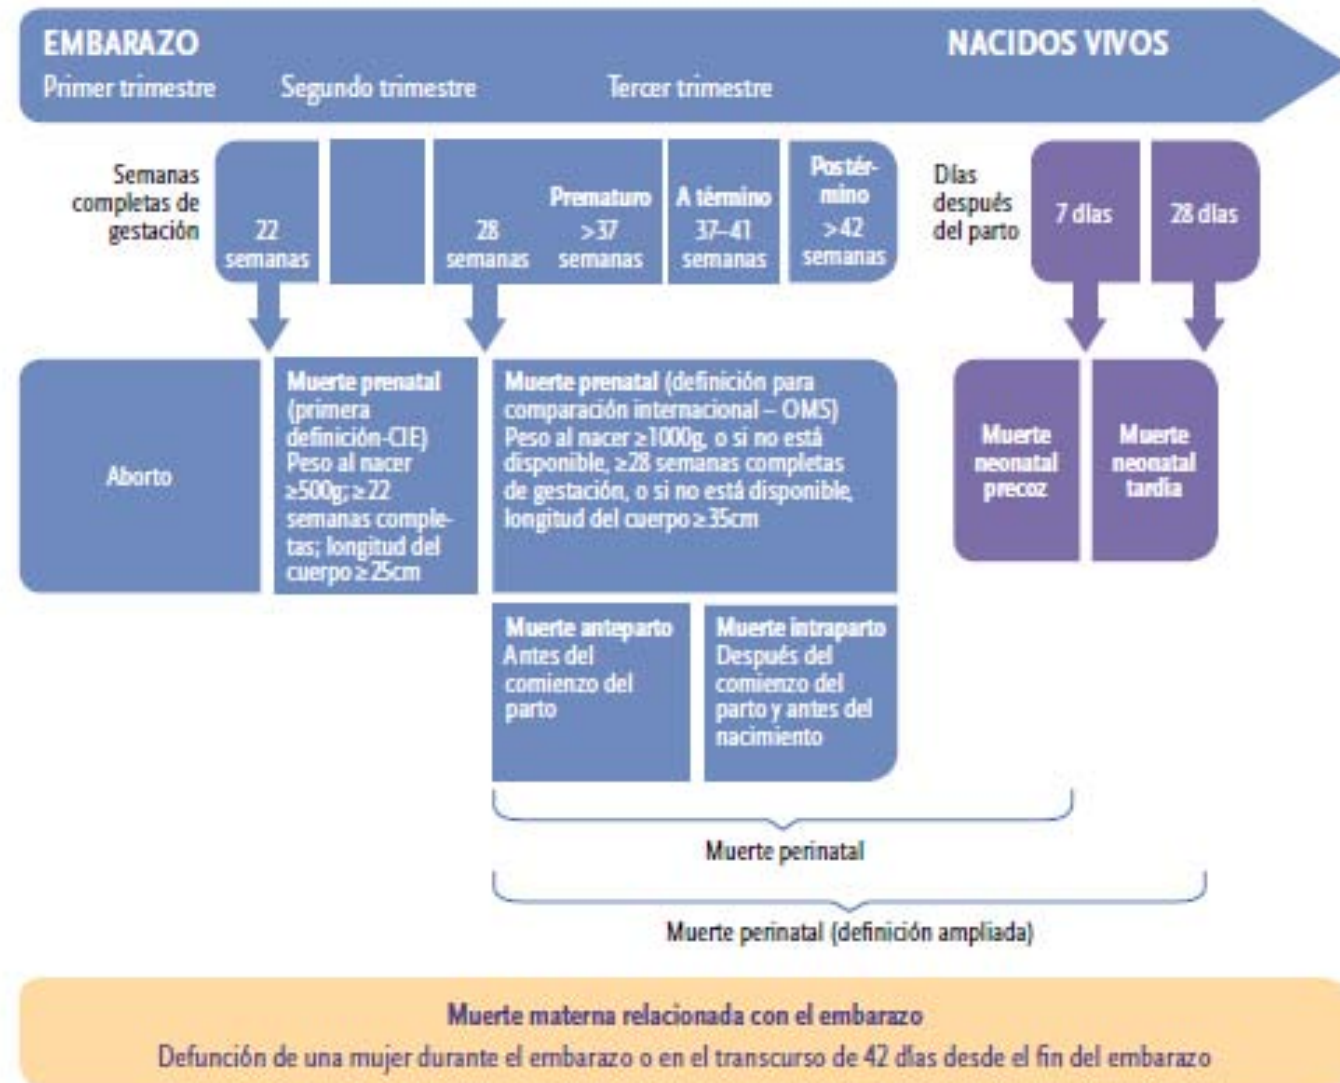 EMBARAZO
NACIDOS VIVOS
Primer trimestre
Segundo trimestre
Tercer trimestre
Semanas
completas de
gestación
22
semanas
28
semanas
Prematuro
>37
semanas
A término
37–41
semanas
Postér-
mino
>42
semanas
Días
después
del parto
7 días
28 días
Aborto
Muerte prenatal
(primera
definición-CIE)
Peso al nacer
≥500g; ≥22
semanas comple-
tas; longitud del
cuerpo ≥25cm
Muerte prenatal (definición para
comparación internacional – OMS)
Peso al nacer ≥1000g, o si no está
disponible, ≥28 semanas completas
de gestación, o si no está disponible,
longitud del cuerpo ≥35cm
Muerte
neonatal
precoz
Muerte
neonatal
tardía
Muerte anteparto
Antes del
comienzo del
parto
Muerte intraparto
Después del
comienzo del
parto y antes del
nacimiento
Muerte perinatal
Muerte perinatal (definición ampliada)
Muerte materna relacionada con el embarazo
Defunción de una mujer durante el embarazo o en el transcurso de 42 días desde el fin del embarazo